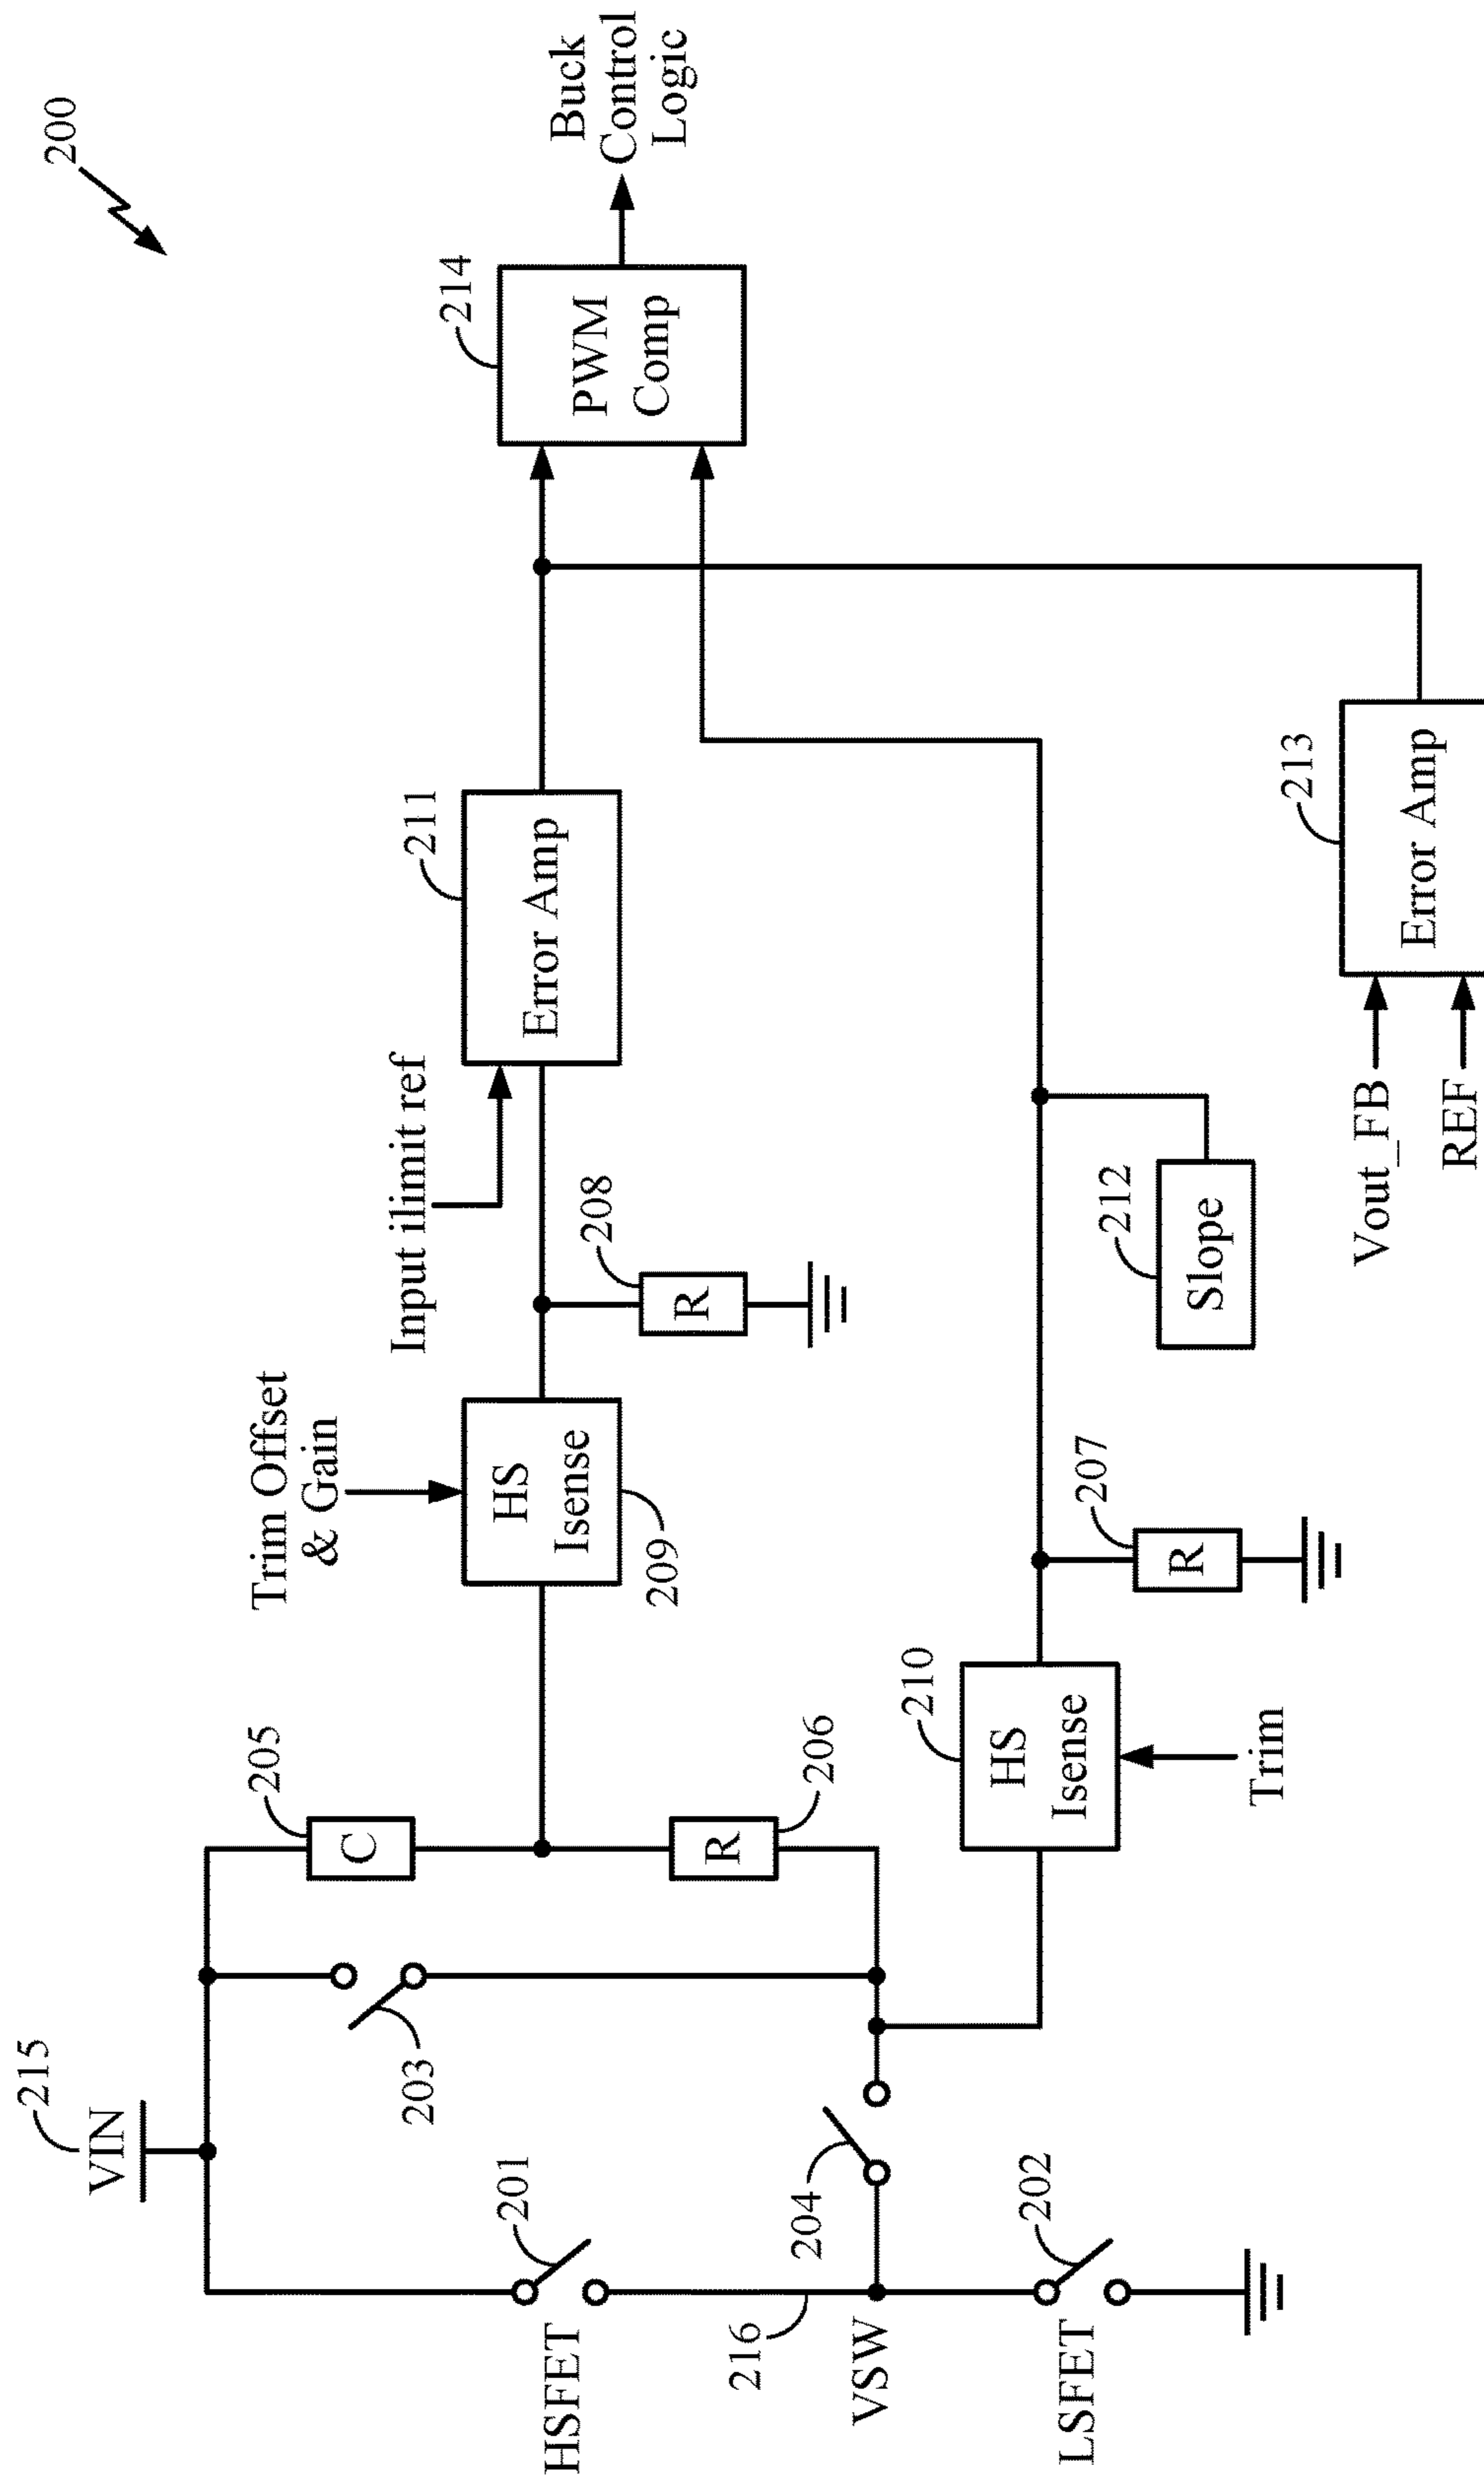 200
215
VIN
205
C
Trim Offset
& Gain
Input ilimit ref
211
214
Buck
Control
Logic
HSFET
201
203
HS
Isense
209
208
R
Error Amp
PWM
Comp
216
VSW
204
R
206
210
HS
Isense
Trim
207
R
212
Slope
LSFET
202
213
Vout_FB
REF
Error Amp